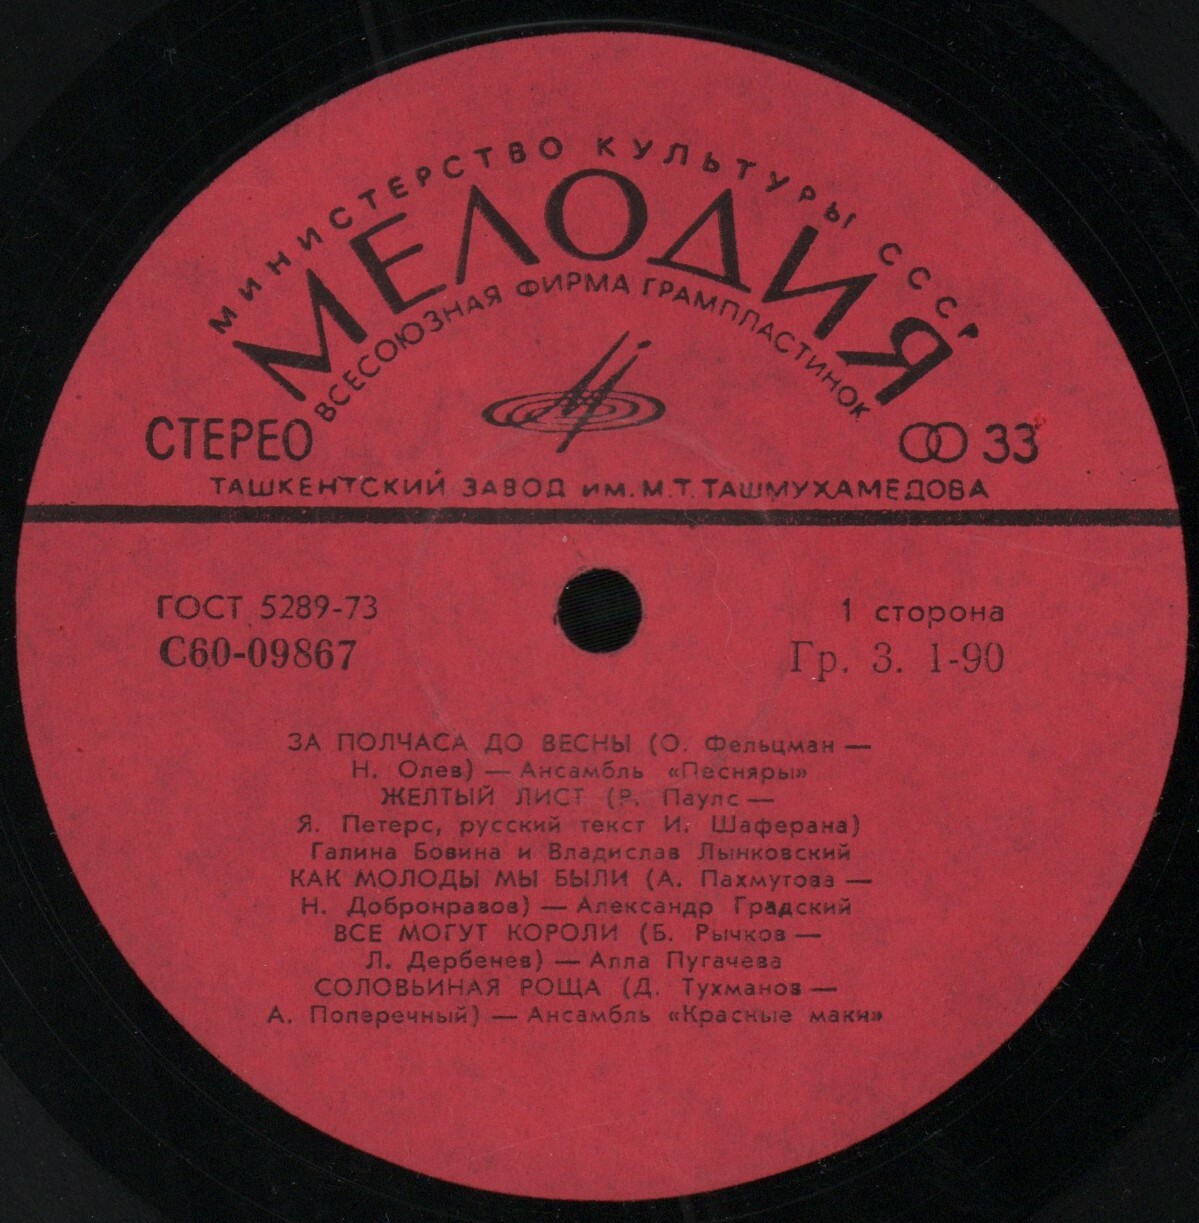 МИНИСТЕРСТВО КУЛЬТУРЫ СССР
МЕЛОДИЯ
ВСЕСОЮЗНАЯ ФИРМА ГРАМПЛАСТИНОК
СТЕРЕО 33
ТАШКЕНТСКИЙ ЗАВОД ИМ. М. Т. ТАШМУХАМЕДОВА
ГОСТ 5289-73 1 сторона
С60-09867 Гр. 3. 1-90
ЗА ПОЛЧАСА ДО ВЕСНЫ (О. Фельцман —
Н. Олев) — Ансамбль «Песняры»
ЖЕЛТЫЙ ЛИСТ (Р. Паулс —
Я. Петерс, русский текст И. Шаферана)
Галина Бовина и Владислав Лынковский
КАК МОЛОДЫ МЫ БЫЛИ (А. Пахмутова —
Н. Добронравов) — Александр Градский
ВСЕ МОГУТ КОРОЛИ (Б. Рычков —
Л. Дербенев) — Алла Пугачева
СОЛОВЬИНАЯ РОЩА (Д. Тухманов —
А. Поперечный) — Ансамбль «Красные маки»